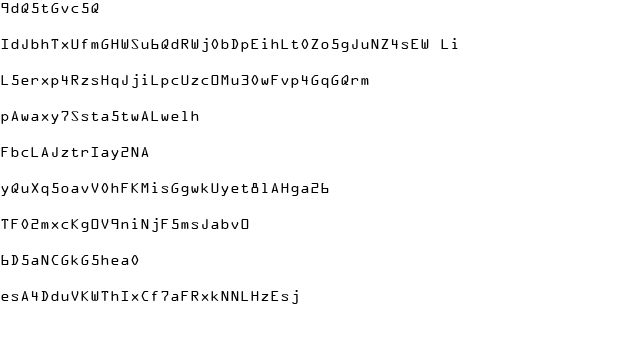 9dQ5tGvc5Q
IdJbhTxUfmGHWSu6QdRWj0bDpEihLt0Zo5gJuNZ4sEW Li
L5erxp4RzsHqJjiLpcUzcOMu30wFvp4GqGQrm
pAwaxy7Ssta5twALwelh
FbcLAJztrIay2NA
yQuXq5oavV0hFKMisGgwkUyet8lAHga26
TF02mxcKgOV9niNjF5msJabvO
6D5aNCGkG5hea0
esA4DduVKWThIxCf7aFRxkNNLHzEsj